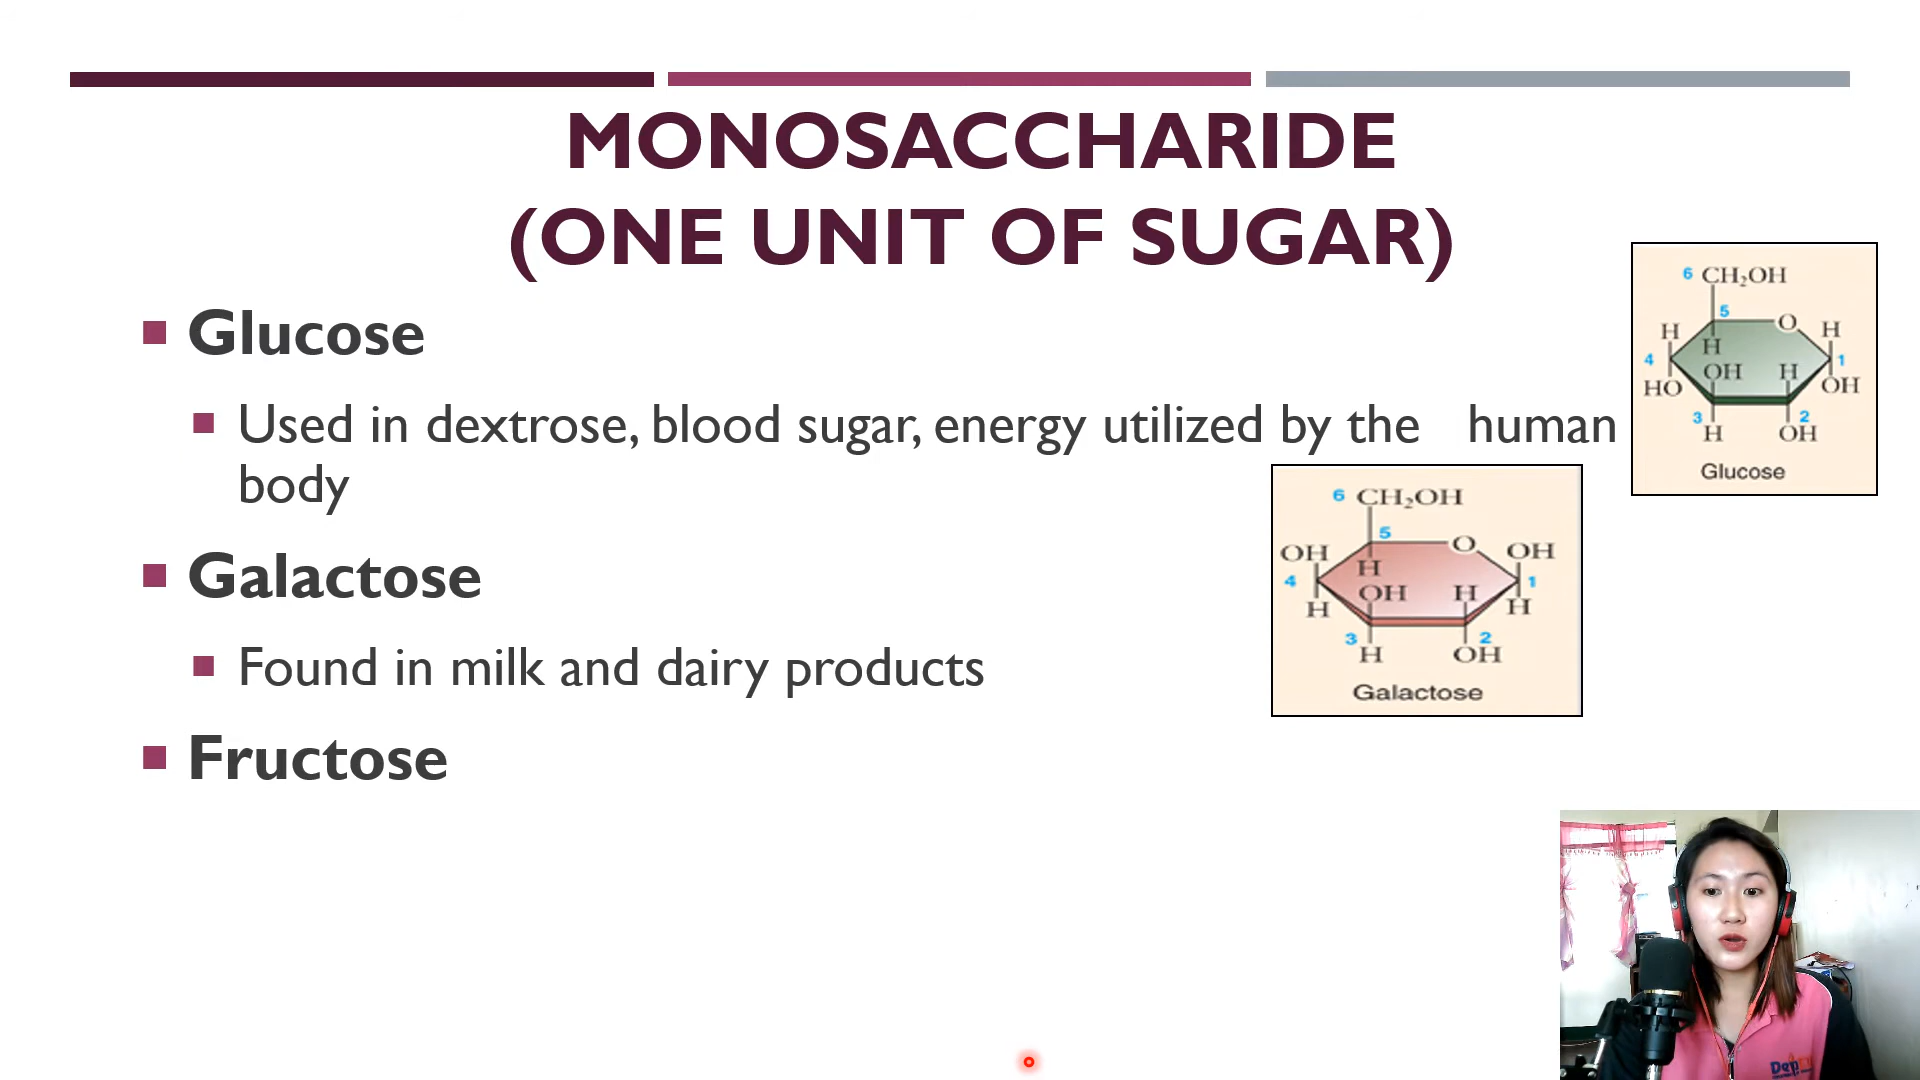 MONOSACCHARIDE
(ONE UNIT OF SUGAR)
Glucose
Used in dextrose, blood sugar, energy utilized by the human
body
Galactose
Found in milk and dairy products
Fructose
6 CH₂OH
5
H O H
H
4 1
OH H
HO OH
3 2
H OH
Glucose
6 CH₂OH
5
OH O OH
H
4 1
OH H
H H
3 2
H OH
Galactose